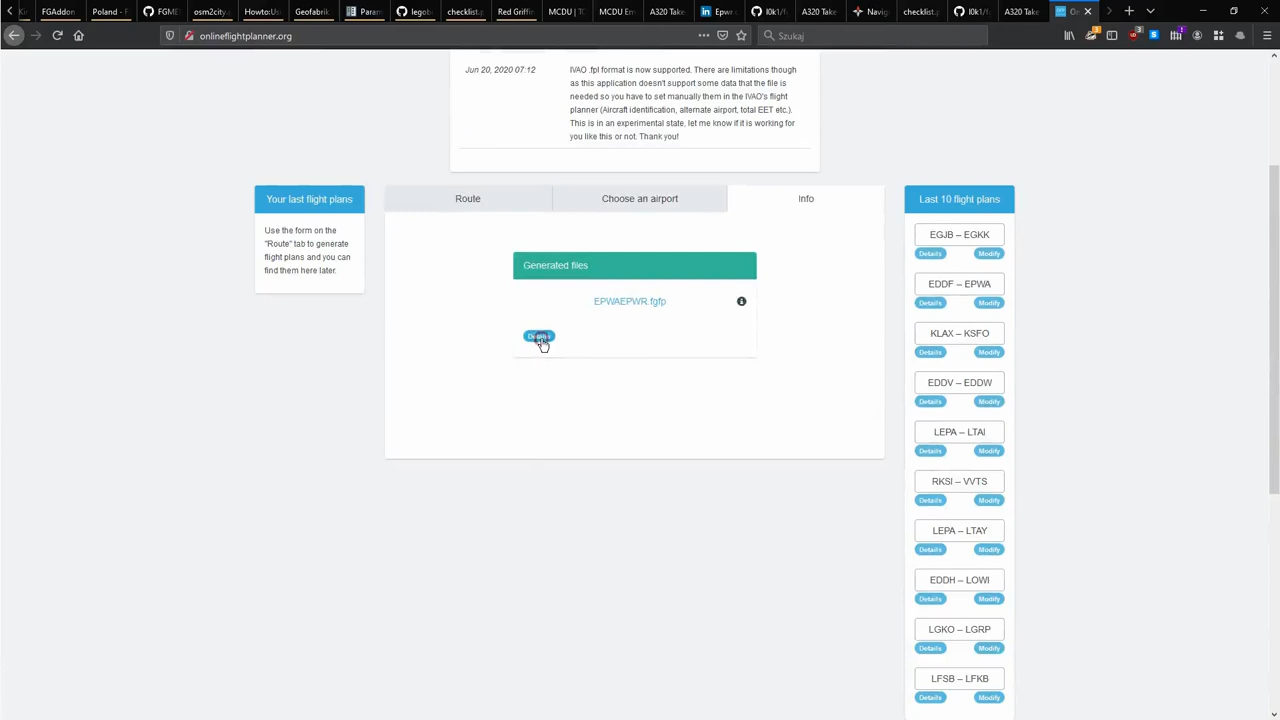 FGAddon
Poland - F
FGME
osm2city.
Howto:Us
Geofabrik
Param
legob
checklist.
Red Griffin
MCDU | TC
MCDU Em
A320 Take
Epwr
l0k1/
A320 Take
Navig
checklist.p
l0k1/f
A320 Take
onlineflightplanner.org
Szukaj
Jun 20, 2020 07:12
IVAO .fpl format is now supported. There are limitations though
as this application doesn't support some data that the file is
needed so you have to set manually them in the IVAO's flight
planner (Aircraft identification, alternate airport, total EET etc.).
This is in an experimental state, let me know if it is working for
you like this or not. Thank you!
Your last flight plans
Use the form on the
"Route" tab to generate
flight plans and you can
find them here later.
Route
Choose an airport
Info
Generated files
EPWAEPWR.fgfp
Last 10 flight plans
EGJB – EGKK
Details Modify
EDDF – EPWA
Details Modify
KLAX – KSFO
Details Modify
EDDV – EDDW
Details Modify
LEPA – LTAI
Details Modify
RKSI – VVTS
Details Modify
LEPA – LTAY
Details Modify
EDDH – LOWI
Details Modify
LGKO – LGRP
Details Modify
LFSB – LFKB
Details Modify